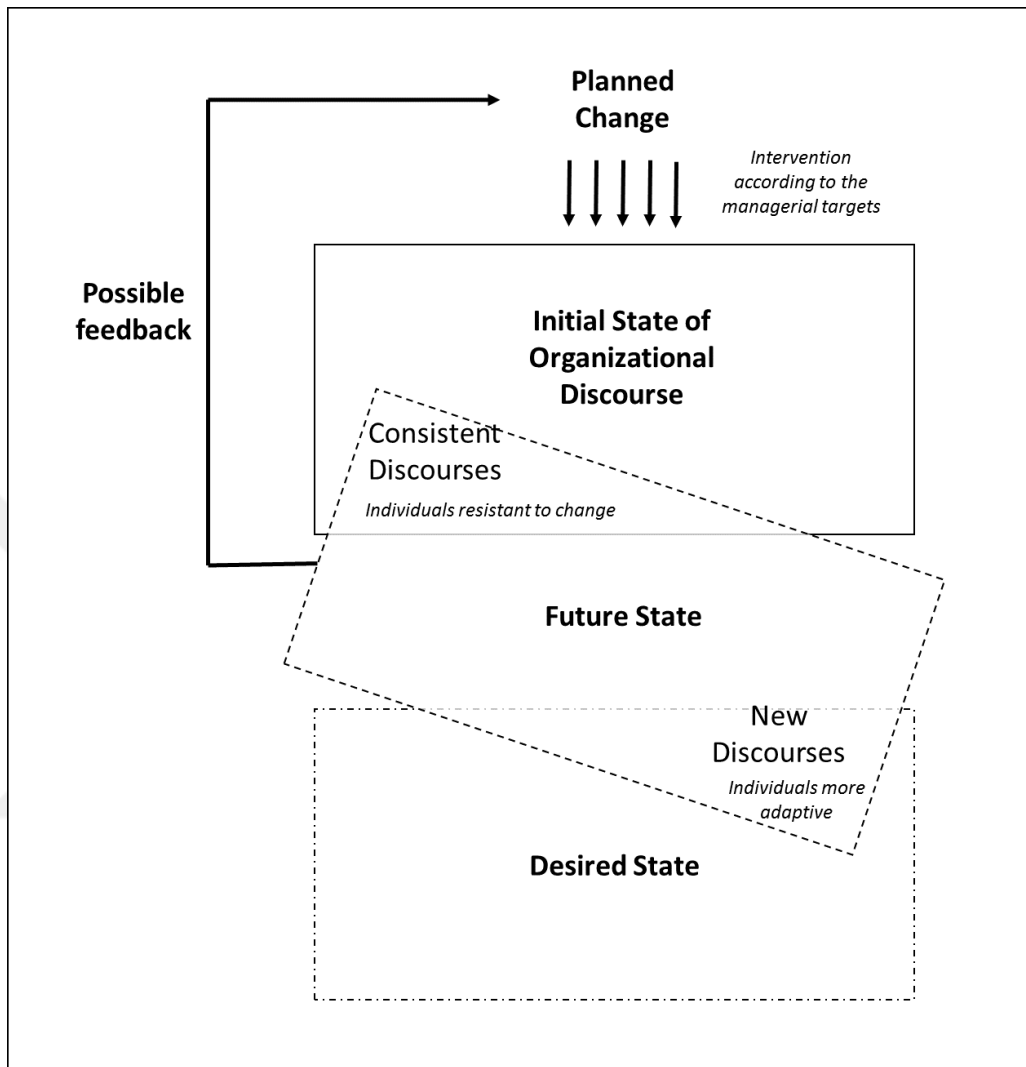 Planned
Change
Intervention
according to the
managerial targets
Possible
feedback
Initial State of
Organizational
Discourse
Consistent
Discourses
Individuals resistant to change
Future State
New
Discourses
Individuals more
adaptive
Desired State